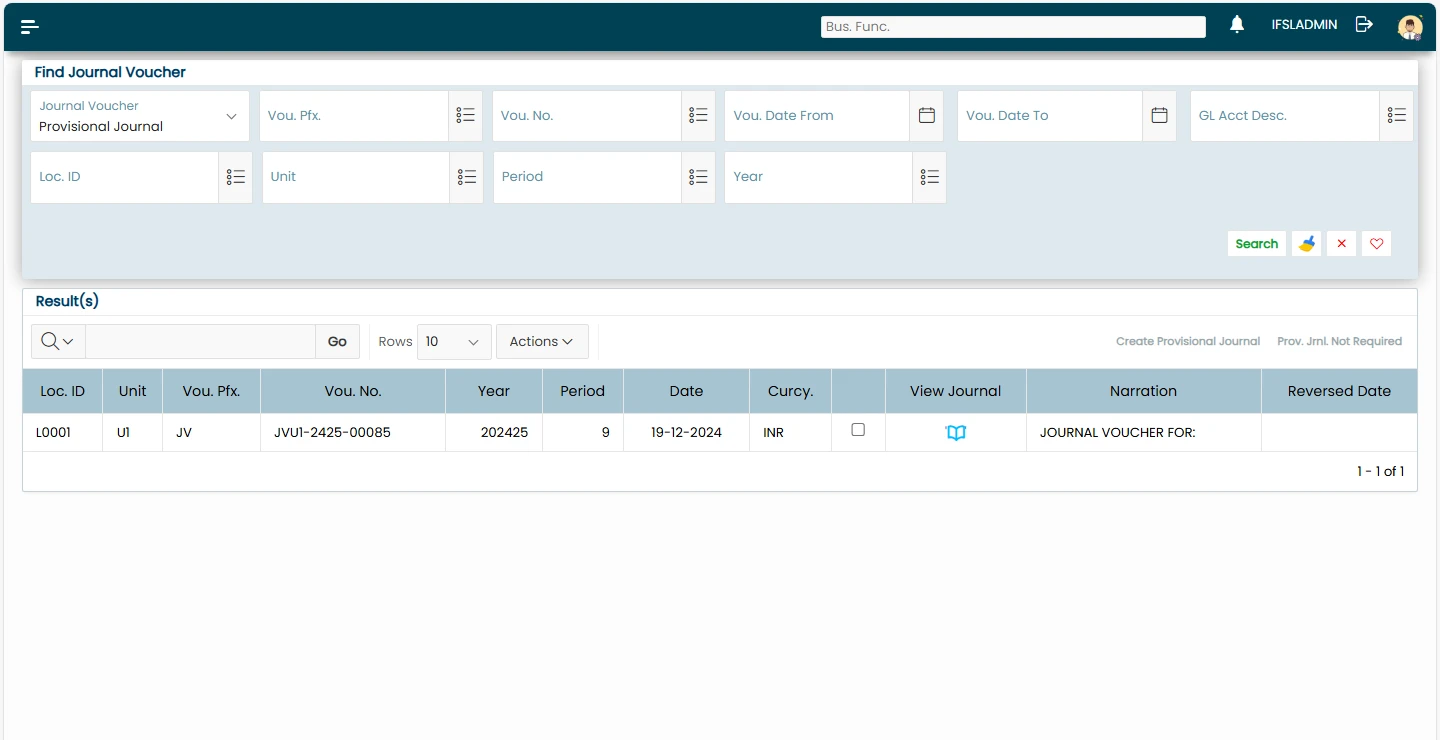 Bus. Func. IFSLADMIN
Find Journal Voucher
Journal Voucher
Provisional Journal
Vou. Pfx. Vou. No. Vou. Date From Vou. Date To GL Acct Desc.
Loc. ID Unit Period Year
Search
Result(s)
Go Rows 10 Actions Create Provisional Journal Prov. Jrnl. Not Required
Loc. ID Unit Vou. Pfx. Vou. No. Year Period Date Curcy. View Journal Narration Reversed Date
L0001 U1 JV JVU1-2425-00085 202425 9 19-12-2024 INR JOURNAL VOUCHER FOR:
1 - 1 of 1